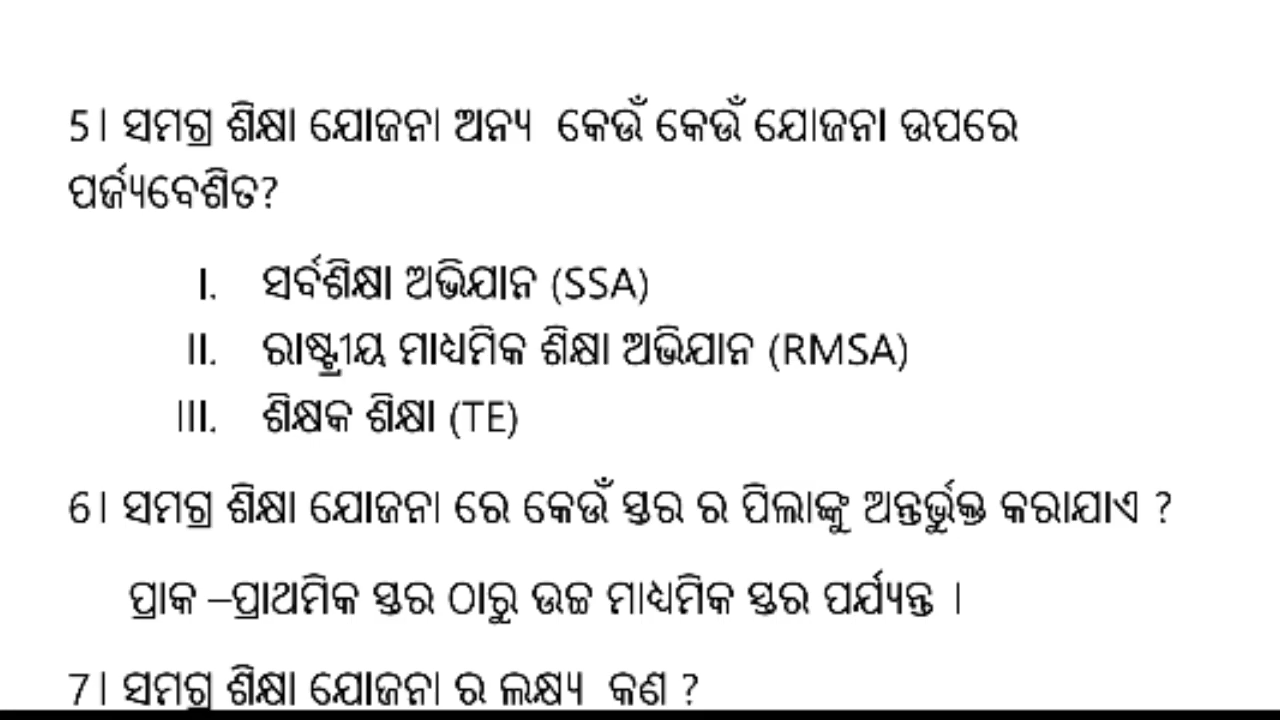 5। ସମଗ୍ର ଶିକ୍ଷା ଯୋଜନା ଅନ୍ୟ କେଉଁ କେଉଁ ଯୋଜନା ଉପରେ
ପର୍ଜ୍ୟବେଶିତ?
I. ସର୍ବଶିକ୍ଷା ଅଭିଯାନ (SSA)
II. ରାଷ୍ଟ୍ରୀୟ ମାଧ୍ୟମିକ ଶିକ୍ଷା ଅଭିଯାନ (RMSA)
III. ଶିକ୍ଷକ ଶିକ୍ଷା (TE)
6। ସମଗ୍ର ଶିକ୍ଷା ଯୋଜନା ରେ କେଉଁ ସ୍ତର ର ପିଲାଙ୍କୁ ଅନ୍ତର୍ଭୁକ୍ତ କରାଯାଏ ?
ପ୍ରାକ –ପ୍ରାଥମିକ ସ୍ତର ଠାରୁ ଉଚ୍ଚ ମାଧ୍ୟମିକ ସ୍ତର ପର୍ଯ୍ୟନ୍ତ ।
7। ସମଗ୍ର ଶିକ୍ଷା ଯୋଜନା ର ଲକ୍ଷ୍ୟ କଣ ?